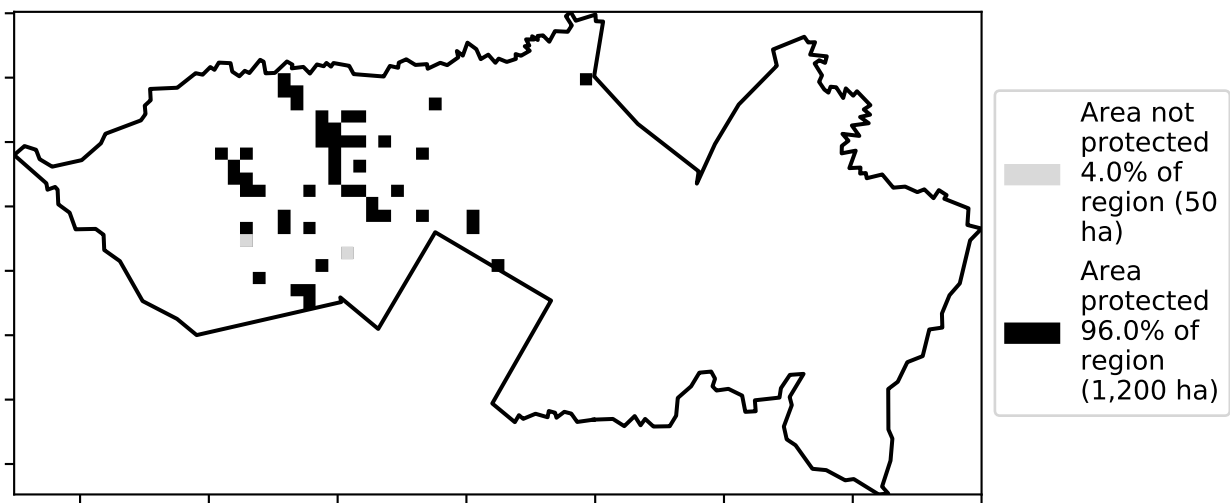 Area not
protected
4.0% of
region (50
ha)
Area
protected
96.0% of
region
(1,200 ha)